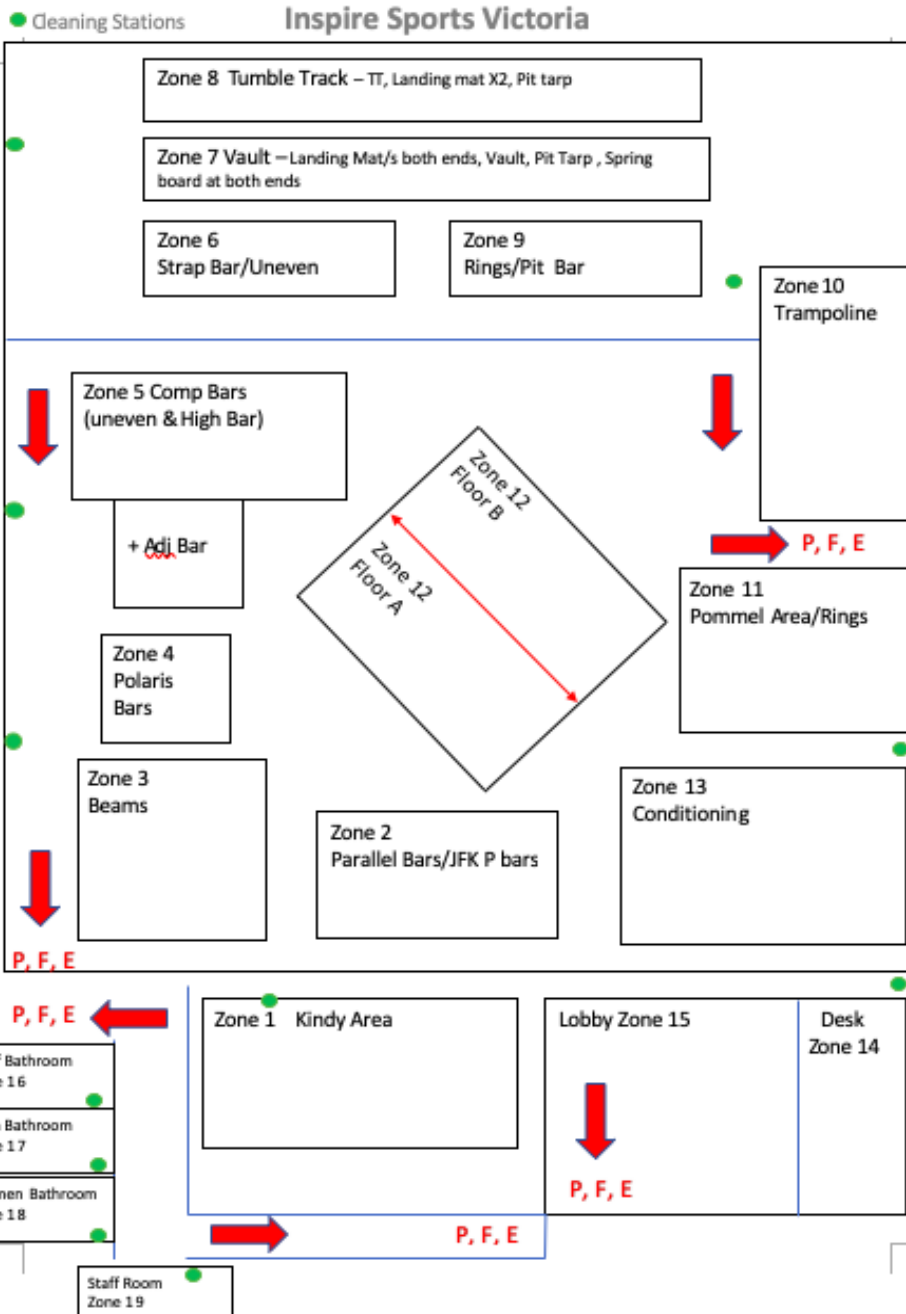 Cleaning Stations
Inspire Sports Victoria
Zone 8 Tumble Track – TT, Landing mat X2, Pit tarp
Zone 7 Vault – Landing Mat/s both ends, Vault, Pit Tarp , Spring
board at both ends
Zone 6
Strap Bar/Uneven
Zone 9
Rings/Pit Bar
Zone 10
Trampoline
Zone 5 Comp Bars
(uneven & High Bar)
+ Adj Bar
Zone 12
Floor B
Zone 12
Floor A
P, F, E
Zone 11
Pommel Area/Rings
Zone 4
Polaris
Bars
Zone 3
Beams
Zone 2
Parallel Bars/JFK P bars
Zone 13
Conditioning
P, F, E
P, F, E
Zone 1 Kindy Area
Lobby Zone 15
Desk
Zone 14
Bathroom
16
Bathroom
17
Bathroom
18
P, F, E
P, F, E
Staff Room
Zone 19